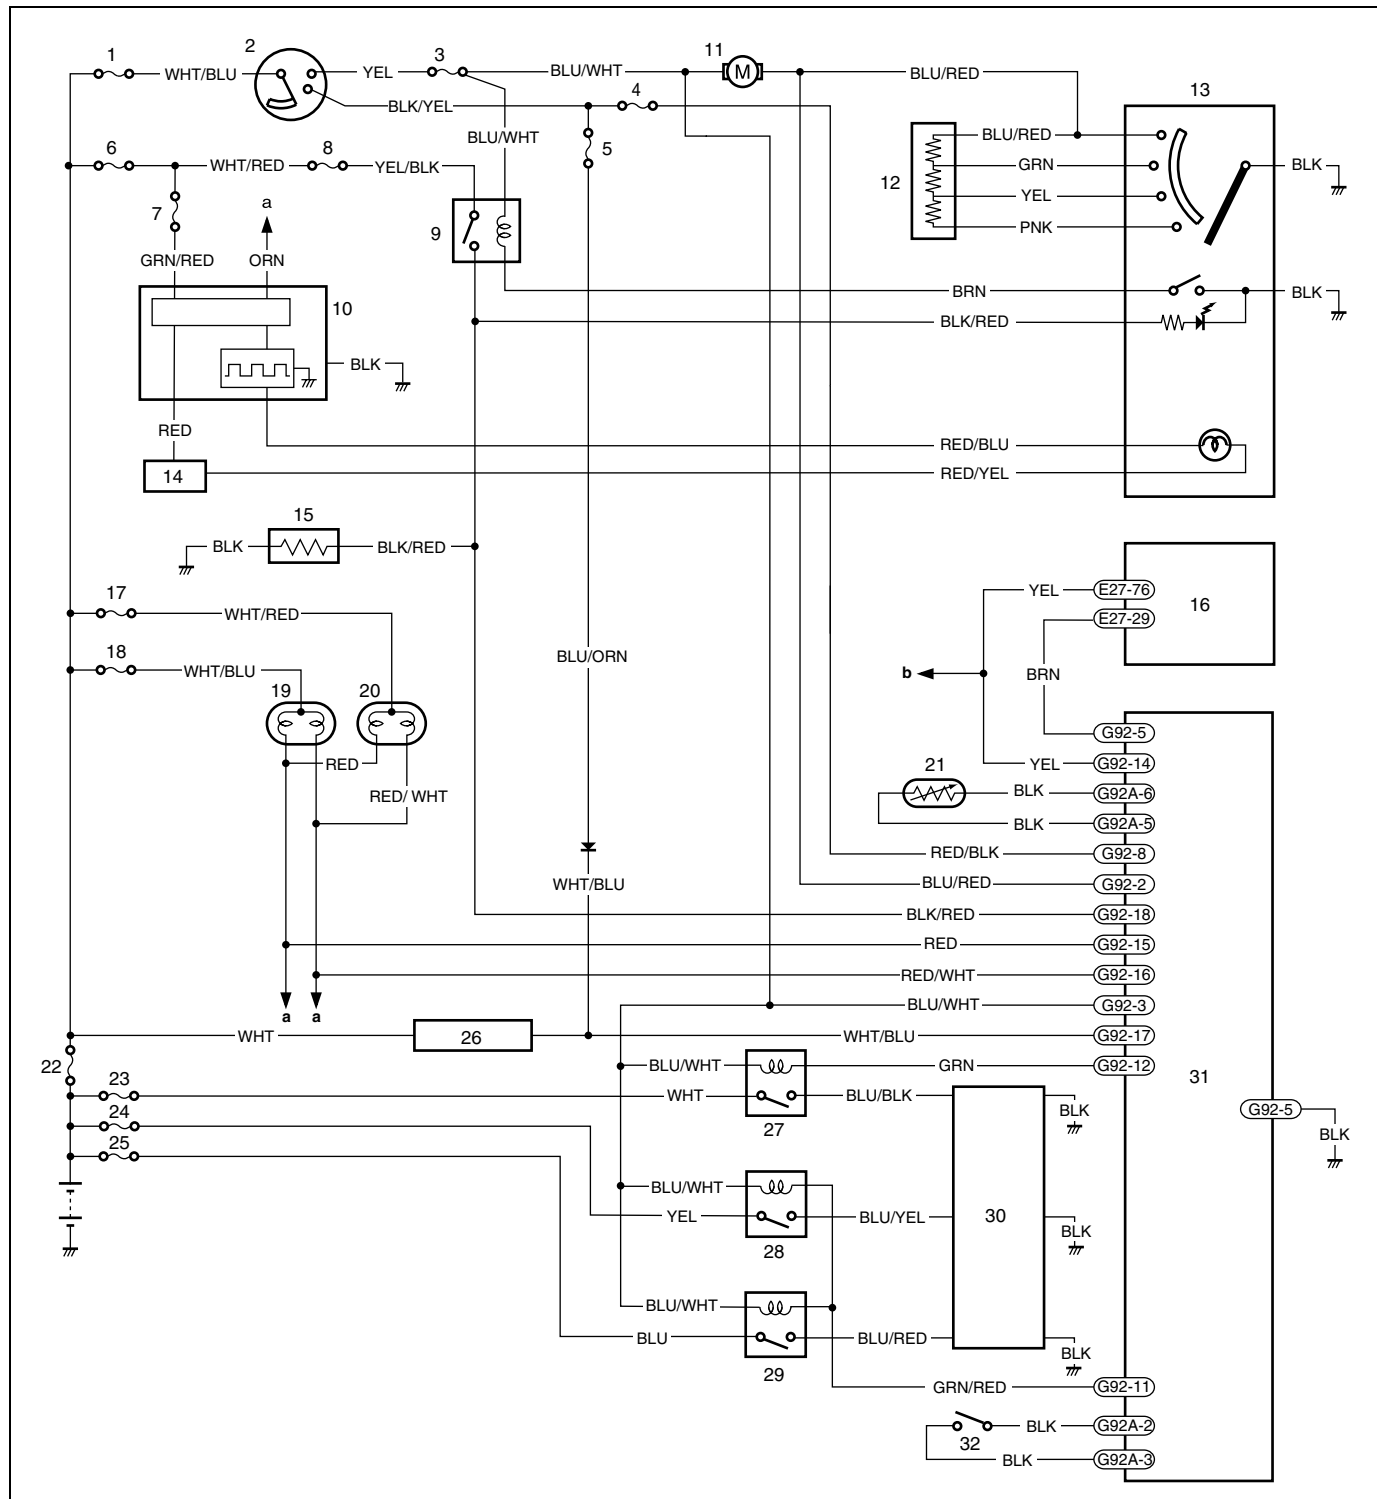 1
2
3
11
M
WHT/BLU
YEL
BLU/WHT
BLU/RED
4
13
BLK/YEL
BLU/WHT
5
BLU/RED
6
WHT/RED
8
YEL/BLK
GRN
BLK
12
YEL
7
a
9
PNK
GRN/RED
ORN
10
BRN
BLK
BLK/RED
BLK
RED
RED/BLU
14
RED/YEL
15
BLK
BLK/RED
17
WHT/RED
YEL
E27-76
16
E27-29
18
WHT/BLU
BLU/ORN
b
BRN
19
20
G92-5
RED
21
YEL
G92-14
RED/ WHT
BLK
G92A-6
BLK
G92A-5
RED/BLK
G92-8
WHT/BLU
BLU/RED
G92-2
BLK/RED
G92-18
RED
G92-15
RED/WHT
G92-16
a
a
BLU/WHT
G92-3
WHT
26
WHT/BLU
G92-17
22
BLU/WHT
GRN
G92-12
31
23
WHT
BLU/BLK
BLK
G92-5
24
27
BLK
25
BLU/WHT
YEL
BLU/YEL
30
BLK
28
BLU/WHT
BLU
BLU/RED
BLK
29
GRN/RED
G92-11
32
BLK
G92A-2
BLK
G92A-3